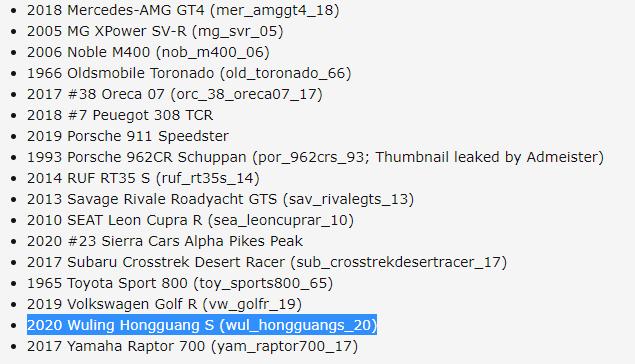 2018 Mercedes-AMG GT4 (mer_amggt4_18)
2005 MG XPower SV-R (mg_svr_05)
2006 Noble M400 (nob_m400_06)
1966 Oldsmobile Toronado (old_toronado_66)
2017 #38 Oreca 07 (orc_38_oreca07_17)
2018 #7 Peuegot 308 TCR
2019 Porsche 911 Speedster
1993 Porsche 962CR Schuppan (por_962crs_93; Thumbnail leaked by Admeister)
2014 RUF RT35 S (ruf_rt35s_14)
2013 Savage Rivale Roadyacht GTS (sav_rivalegts_13)
2010 SEAT Leon Cupra R (sea_leoncuprar_10)
2020 #23 Sierra Cars Alpha Pikes Peak
2017 Subaru Crosstrek Desert Racer (sub_crosstrekdesertracer_17)
1965 Toyota Sport 800 (toy_sports800_65)
2019 Volkswagen Golf R (vw_golfr_19)
2020 Wuling Hongguang S (wul_hongguangs_20)
2017 Yamaha Raptor 700 (yam_raptor700_17)